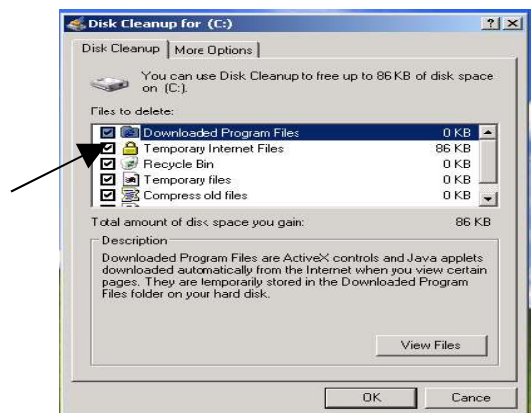 Disk Cleanup for (C:)
Disk Cleanup More Options
You can use Disk Cleanup to free up to 86 KB of disk space
on (C:).
Files to delete:
Downloaded Program Files 0 KB
Temporary Internet Files 86 KB
Recycle Bin 0 KB
Temporary files 0 KB
Compress old files 0 KB
Total amount of disk space you gain: 86 KB
Description
Downloaded Program Files are ActiveX controls and Java applets
downloaded automatically from the Internet when you view certain
pages. They are temporarily stored in the Downloaded Program
Files folder on your hard disk.
View Files
OK Cance